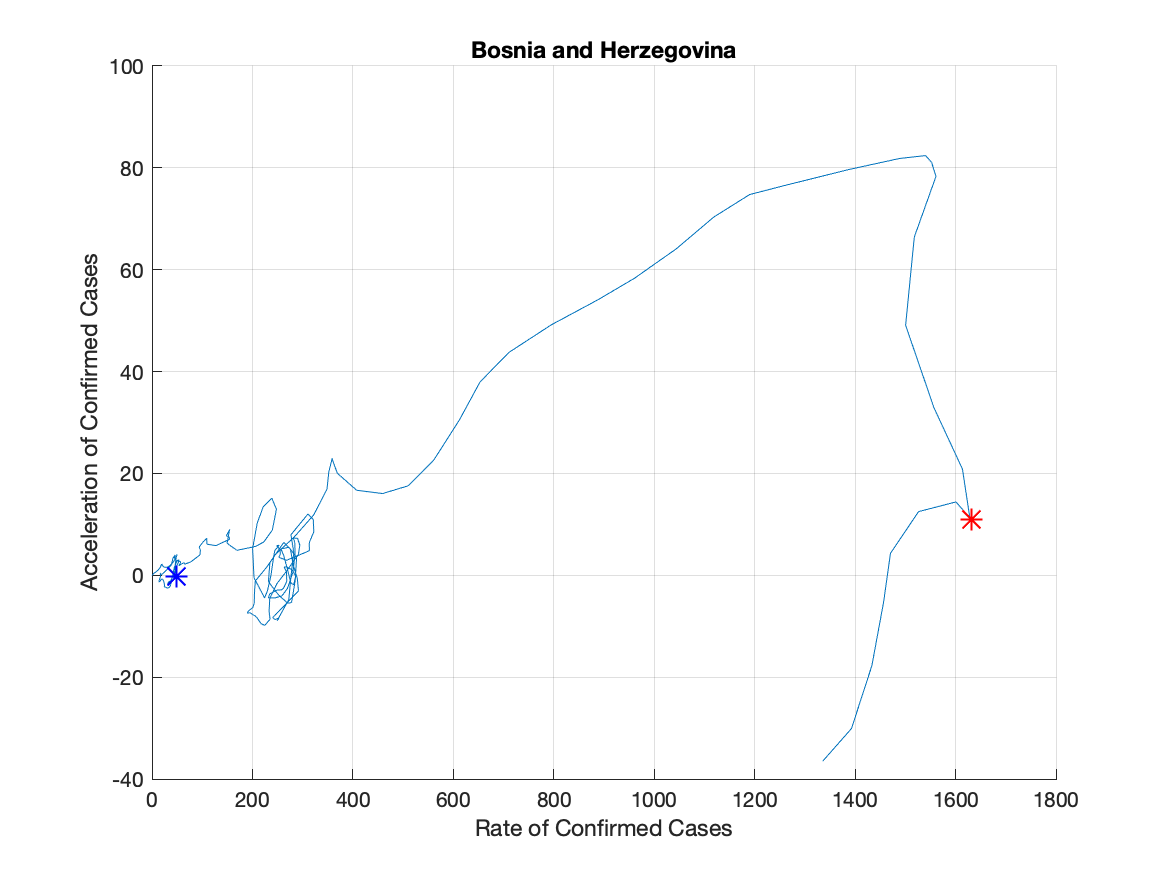 Bosnia and Herzegovina
100
80
60
40
20
0
-20
-40
Acceleration of Confirmed Cases
0 200 400 600 800 1000 1200 1400 1600 1800
Rate of Confirmed Cases